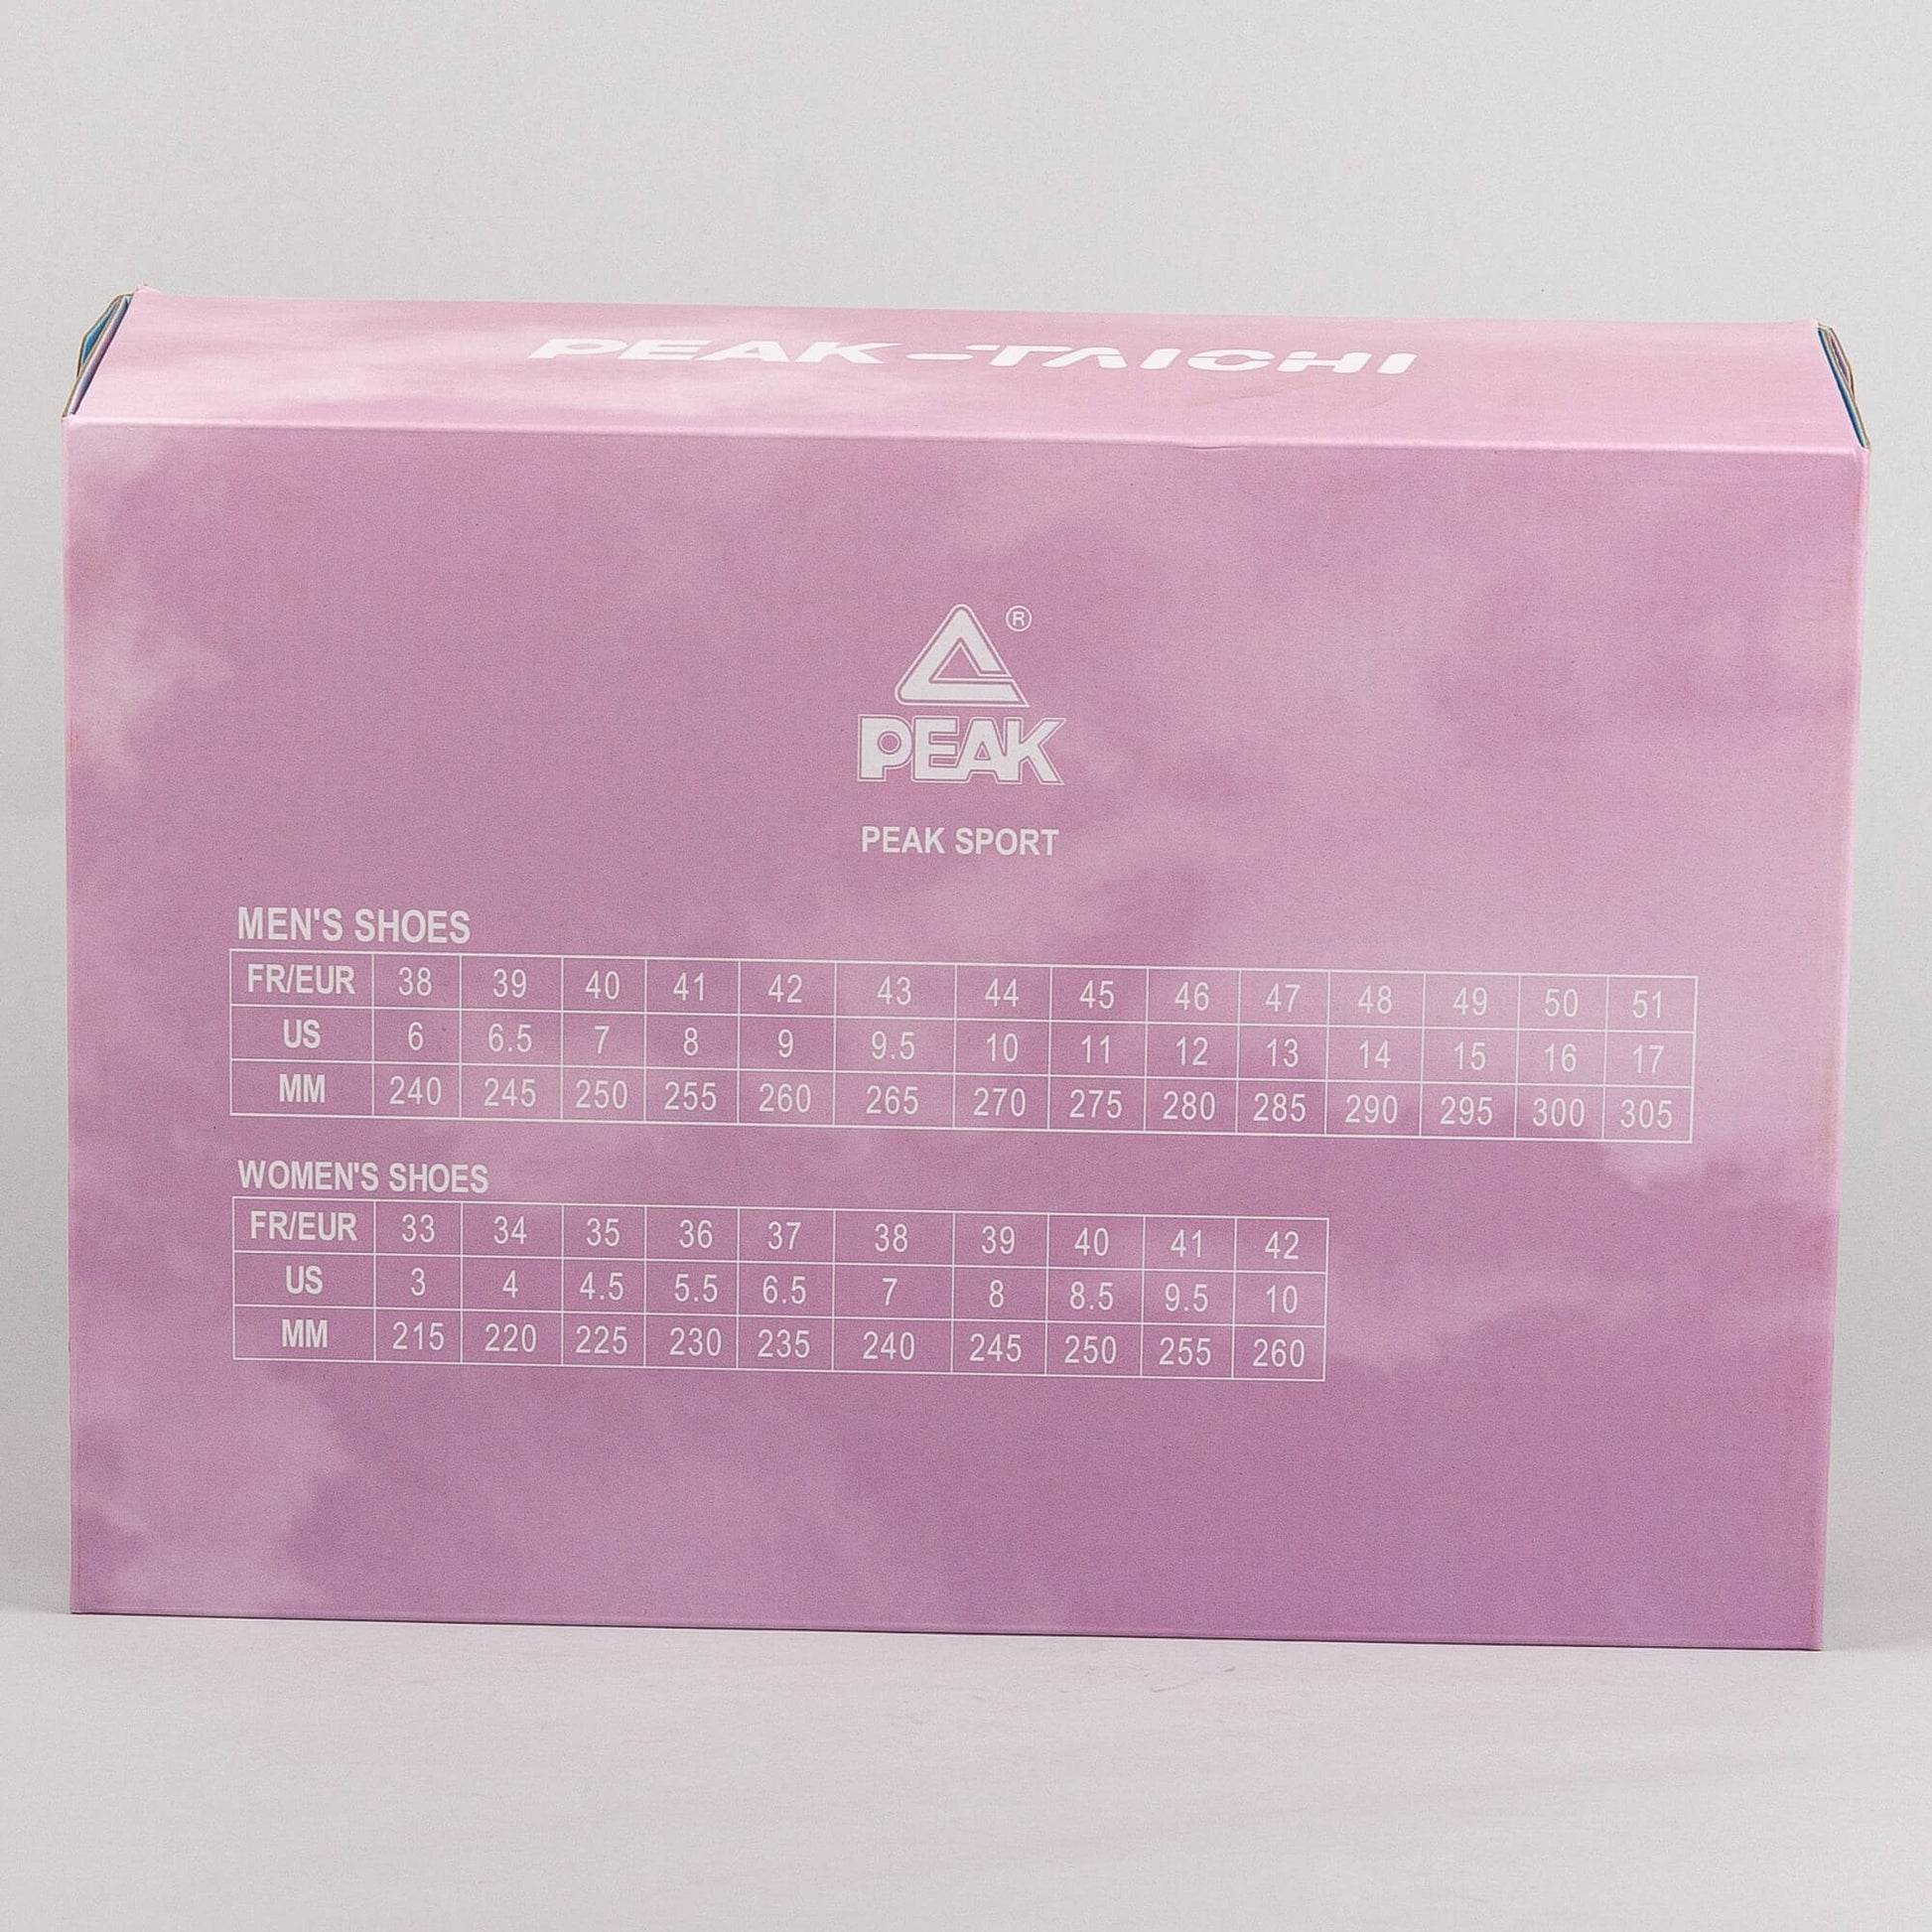 PEAK-TAICHI
®
PEAK
PEAK SPORT
MEN'S SHOES
FR/EUR 38 39 40 41 42 43 44 45 46 47 48 49 50 51
US 6 6.5 7 8 9 9.5 10 11 12 13 14 15 16 17
MM 240 245 250 255 260 265 270 275 280 285 290 295 300 305
WOMEN'S SHOES
FR/EUR 33 34 35 36 37 38 39 40 41 42
US 3 4 4.5 5.5 6.5 7 8 8.5 9.5 10
MM 215 220 225 230 235 240 245 250 255 260